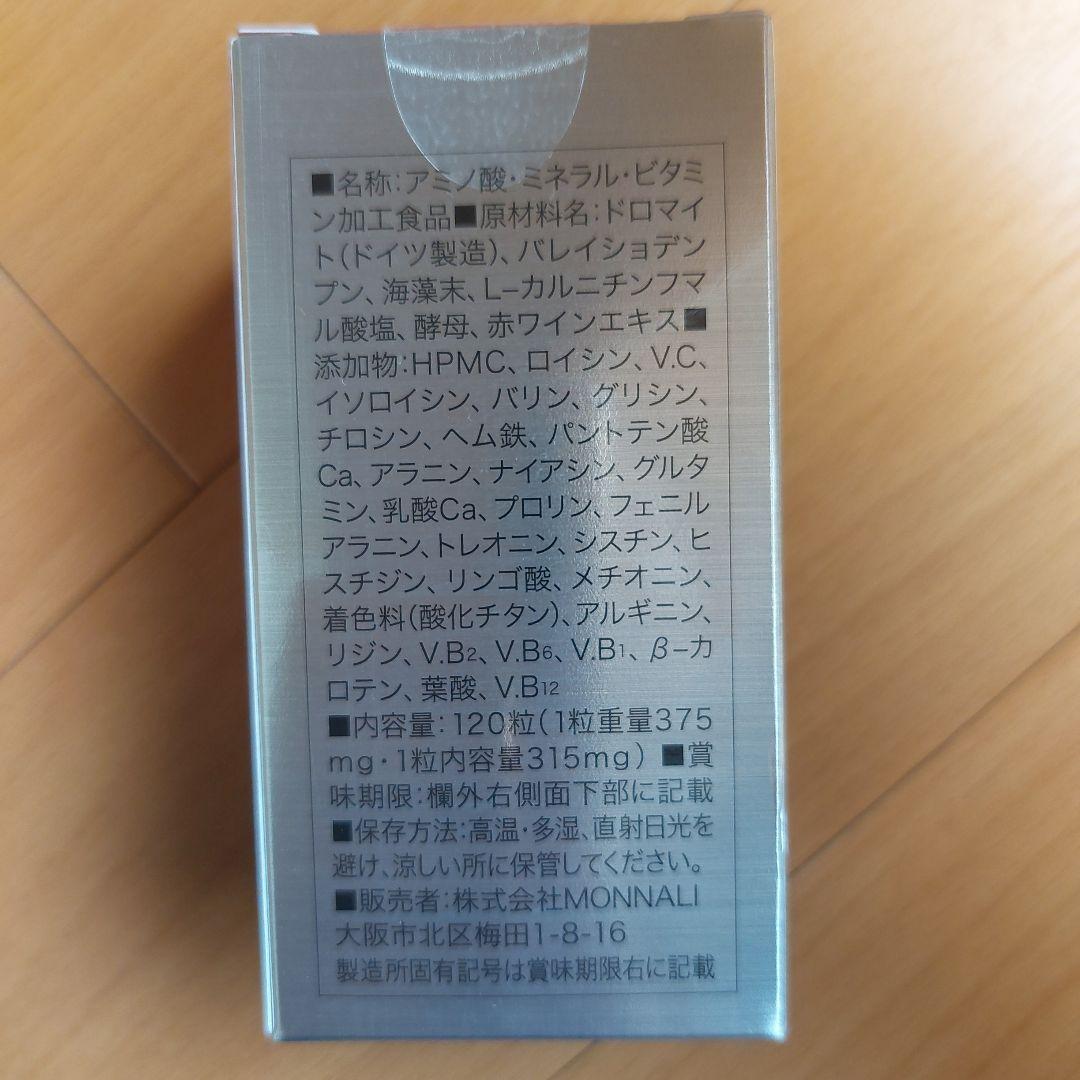 ■名称:アミノ酸・ミネラル・ビタミ
ン加工食品■原材料名:ドロマイ
ト(ドイツ製造)、バレイショデン
プン、海藻末、L-カルニチンフマ
ル酸塩、酵母、赤ワインエキス■
添加物:HPMC、ロイシン、V.C、
イソロイシン、バリン、グリシン、
チロシン、ヘム鉄、パントテン酸
Ca、アラニン、ナイアシン、グルタ
ミン、乳酸Ca、プロリン、フェニル
アラニン、トレオニン、シスチン、ヒ
スチジン、リンゴ酸、メチオニン、
着色料(酸化チタン)、アルギニン、
リジン、V.B2、V.B6、V.B1、β-カ
ロテン、葉酸、V.B12
■内容量:120粒(1粒重量375
mg・1粒内容量315mg)■賞
味期限:欄外右側面下部に記載
■保存方法:高温・多湿、直射日光を
避け、涼しい所に保管してください。
■販売者:株式会社MONNALI
大阪市北区梅田1-8-16
製造所固有記号は賞味期限右に記載